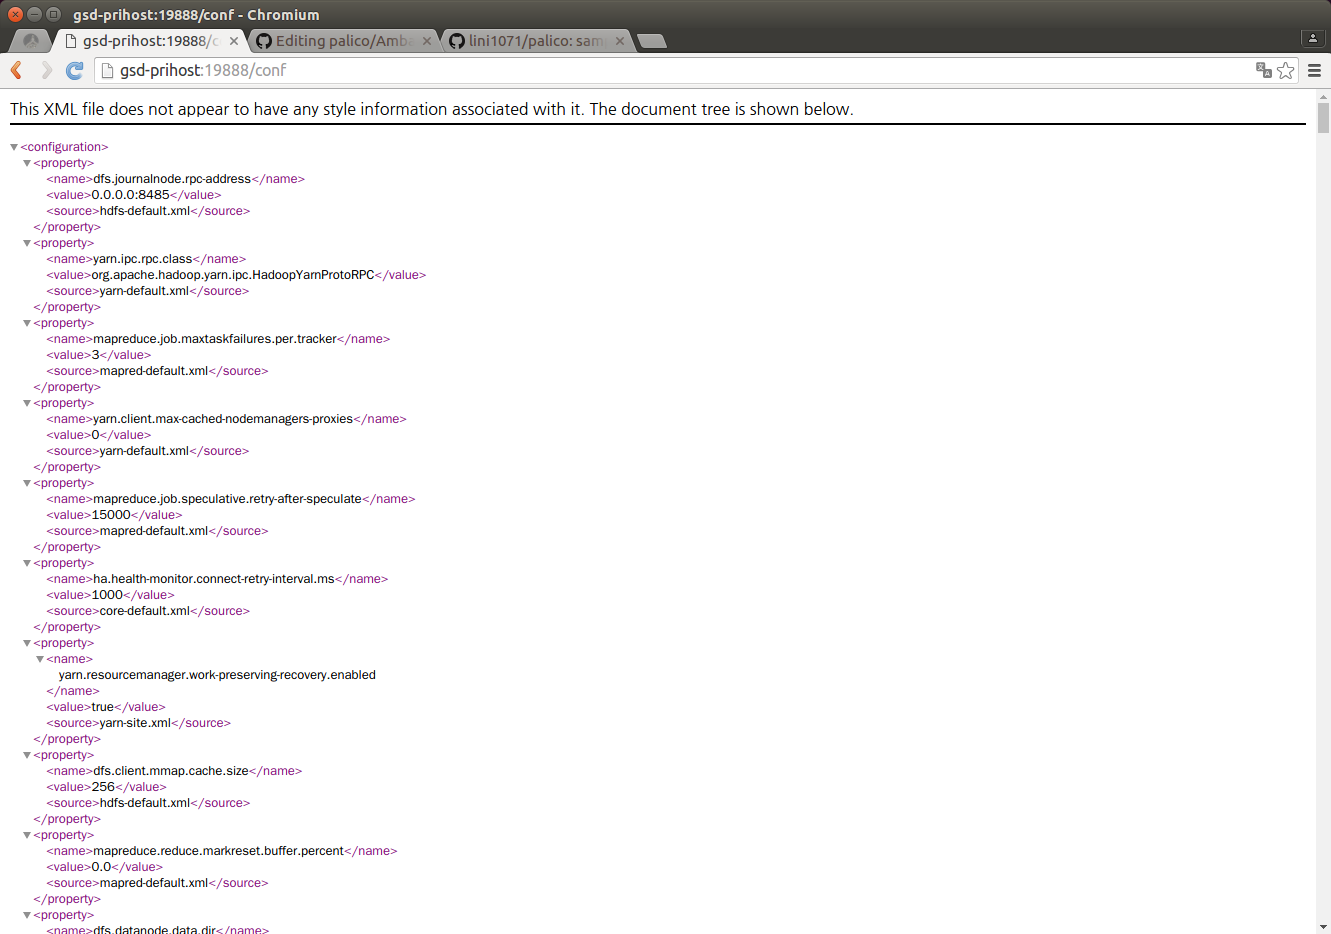 gsd-prihost:19888/conf - Chromium
gsd-prihost:19888/c
Editing palico/Amba
lini1071/palico: sam
gsd-prihost:19888/conf
This XML file does not appear to have any style information associated with it. The document tree is shown below.
<configuration>
<property>
<name>dfs.journalnode.rpc-address</name>
<value>0.0.0.0:8485</value>
<source>hdfs-default.xml</source>
</property>
<property>
<name>yarn.ipc.rpc.class</name>
<value>org.apache.hadoop.yarn.ipc.HadoopYarnProtoRPC</value>
<source>yarn-default.xml</source>
</property>
<property>
<name>mapreduce.job.maxtaskfailures.per.tracker</name>
<value>3</value>
<source>mapred-default.xml</source>
</property>
<property>
<name>yarn.client.max-cached-nodemanagers-proxies</name>
<value>0</value>
<source>yarn-default.xml</source>
</property>
<property>
<name>mapreduce.job.speculative.retry-after-speculate</name>
<value>15000</value>
<source>mapred-default.xml</source>
</property>
<property>
<name>ha.health-monitor.connect-retry-interval.ms</name>
<value>1000</value>
<source>core-default.xml</source>
</property>
<property>
<name>
yarn.resourcemanager.work-preserving-recovery.enabled
</name>
<value>true</value>
<source>yarn-site.xml</source>
</property>
<property>
<name>dfs.client.mmap.cache.size</name>
<value>256</value>
<source>hdfs-default.xml</source>
</property>
<property>
<name>mapreduce.reduce.markreset.buffer.percent</name>
<value>0.0</value>
<source>mapred-default.xml</source>
</property>
<property>
<name>dfs.datanode.data.dir</name>